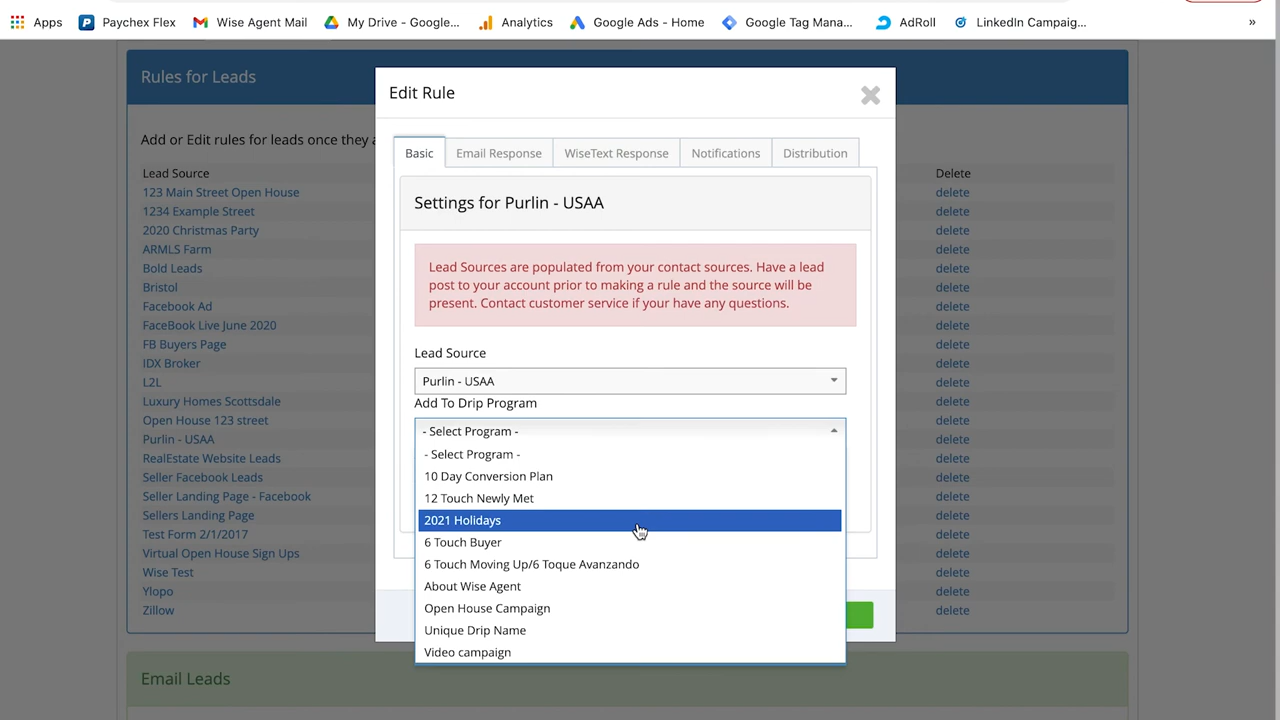 Apps Paychex Flex Wise Agent Mail My Drive - Google... Analytics Google Ads - Home Google Tag Mana... AdRoll LinkedIn Campaig... »
Rules for Leads
Add or Edit rules for leads once they a
Lead Source
Delete
123 Main Street Open House delete
1234 Example Street delete
2020 Christmas Party delete
ARMLS Farm delete
Bold Leads delete
Bristol delete
Facebook Ad delete
FaceBook Live June 2020 delete
FB Buyers Page delete
IDX Broker delete
L2L delete
Luxury Homes Scottsdale delete
Open House 123 street delete
Purlin - USAA delete
RealEstate Website Leads delete
Seller Facebook Leads delete
Seller Landing Page - Facebook delete
Sellers Landing Page delete
Test Form 2/1/2017 delete
Virtual Open House Sign Ups delete
Wise Test delete
Ylopo delete
Zillow delete
Email Leads
Edit Rule
Basic Email Response WiseText Response Notifications Distribution
Settings for Purlin - USAA
Lead Sources are populated from your contact sources. Have a lead
post to your account prior to making a rule and the source will be
present. Contact customer service if your have any questions.
Lead Source
Purlin - USAA
Add To Drip Program
- Select Program -
- Select Program -
10 Day Conversion Plan
12 Touch Newly Met
2021 Holidays
6 Touch Buyer
6 Touch Moving Up/6 Toque Avanzando
About Wise Agent
Open House Campaign
Unique Drip Name
Video campaign